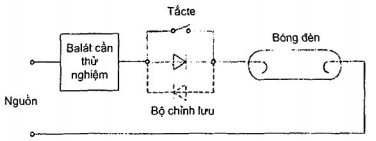 Tắcte
Balát cần
thử
nghiệm
Bóng đèn
Nguồn
Bộ chỉnh lưu